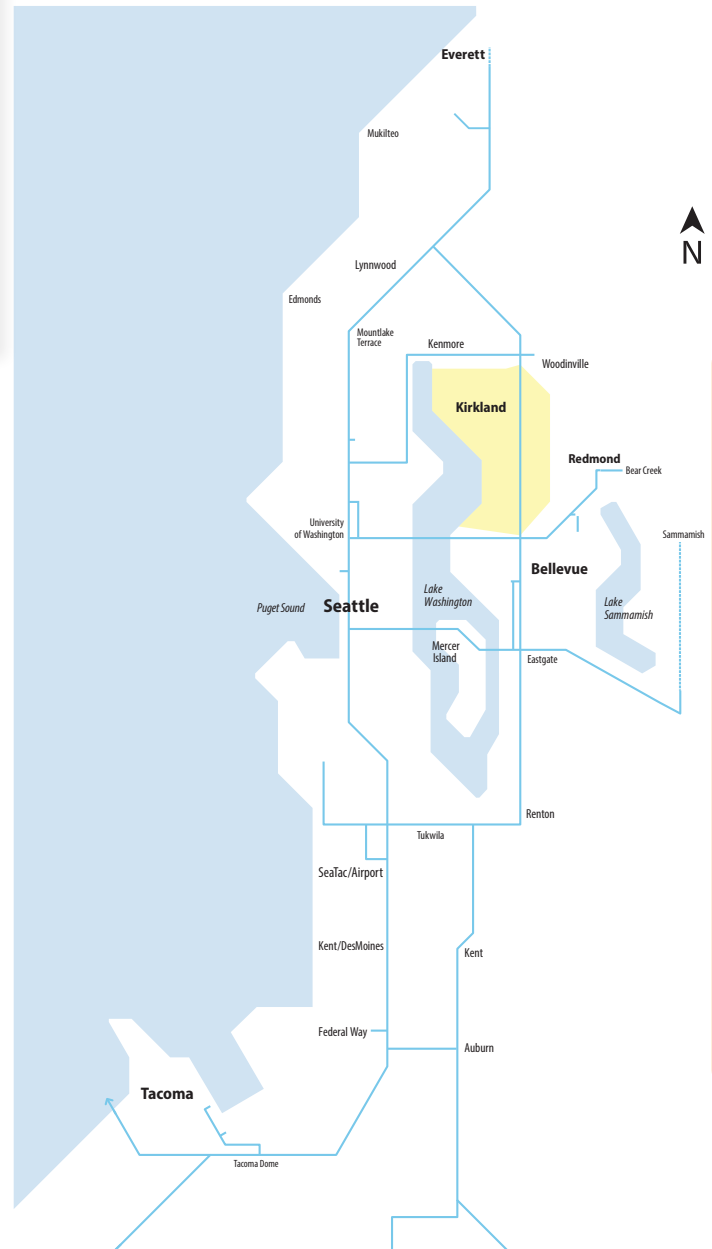 Everett
Mukilteo
N
Lynnwood
Edmonds
Mountlake
Terrace
Kenmore
Woodinville
Kirkland
Redmond
Bear Creek
University
of Washington
Sammamish
Bellevue
Lake
Washington
Puget Sound
Seattle
Lake
Sammamish
Mercer
Island
Eastgate
Renton
Tukwila
SeaTac/Airport
Kent/DesMoines
Kent
Federal Way
Auburn
Tacoma
Tacoma Dome